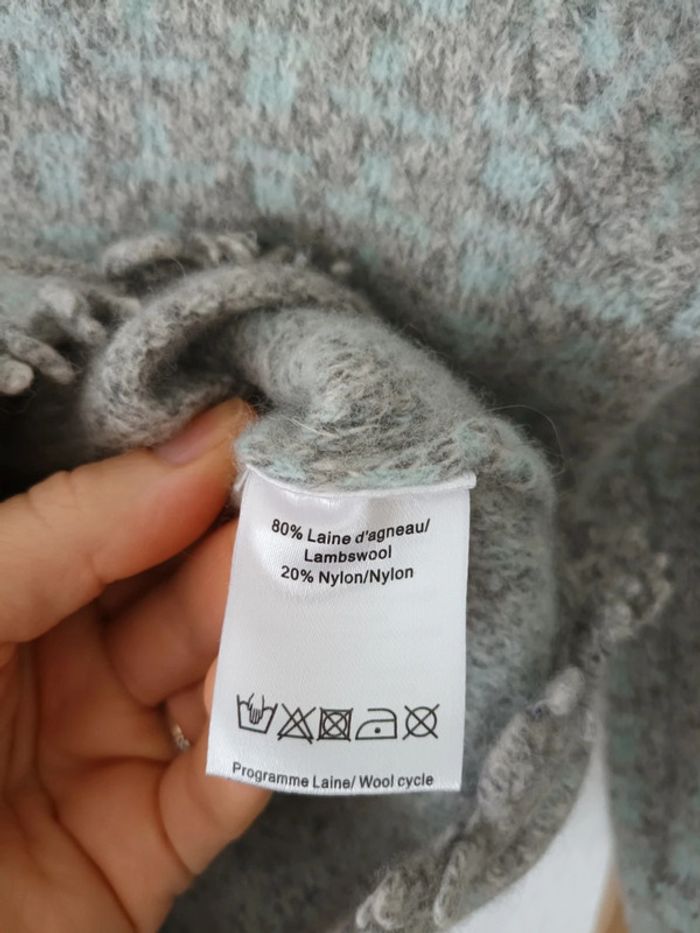 80% Laine d'agneau/
Lambswool
20% Nylon/Nylon
Programme Laine/ Wool cycle